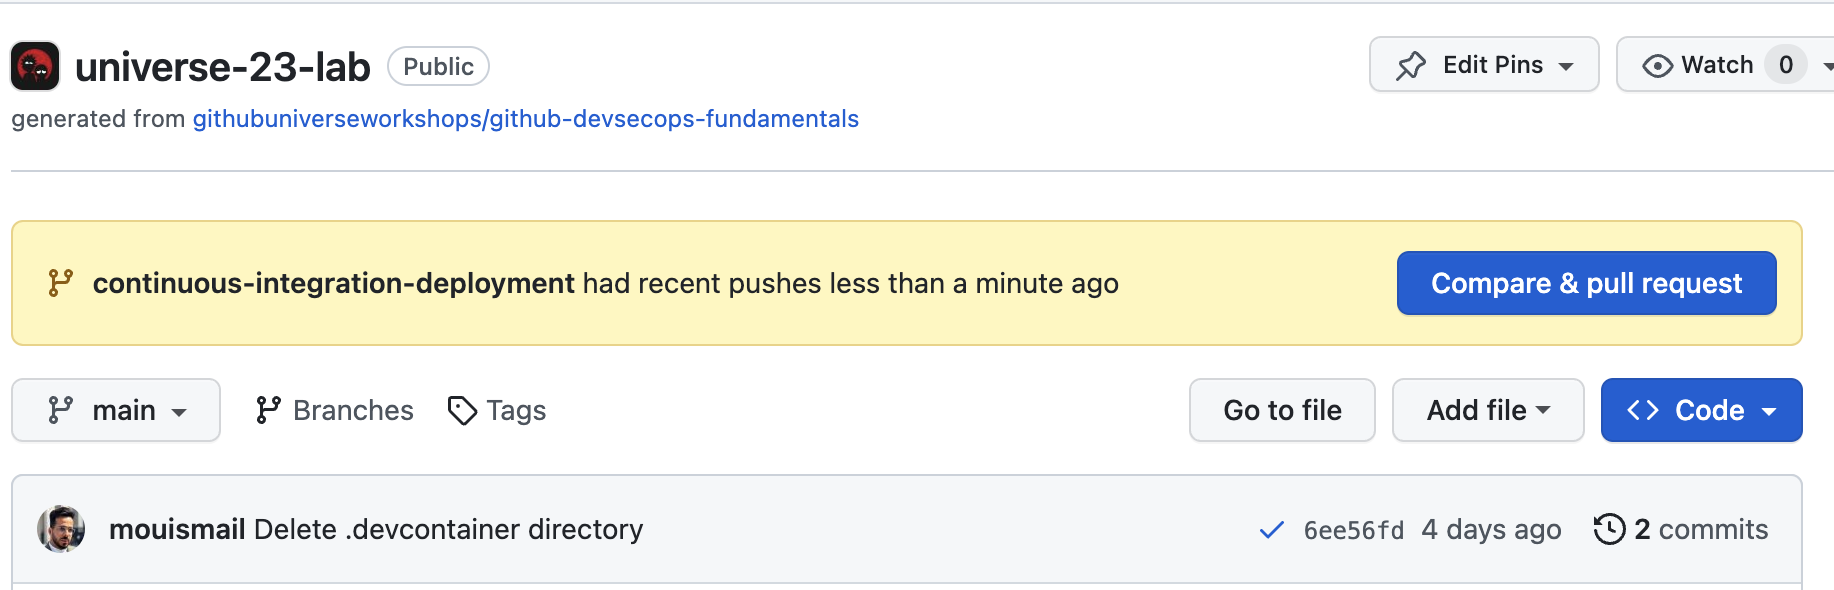 universe-23-lab Public Edit Pins Watch 0
generated from githubuniverseworkshops/github-devsecops-fundamentals
continuous-integration-deployment had recent pushes less than a minute ago Compare & pull request
main Branches Tags Go to file Add file Code
mouismail Delete .devcontainer directory 6ee56fd 4 days ago 2 commits